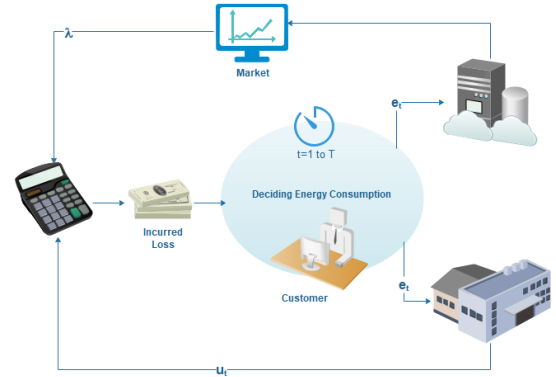 λ
Market
e_t
t=1 to T
Deciding Energy Consumption
Incurred
Loss
Customer
e_t
u_t